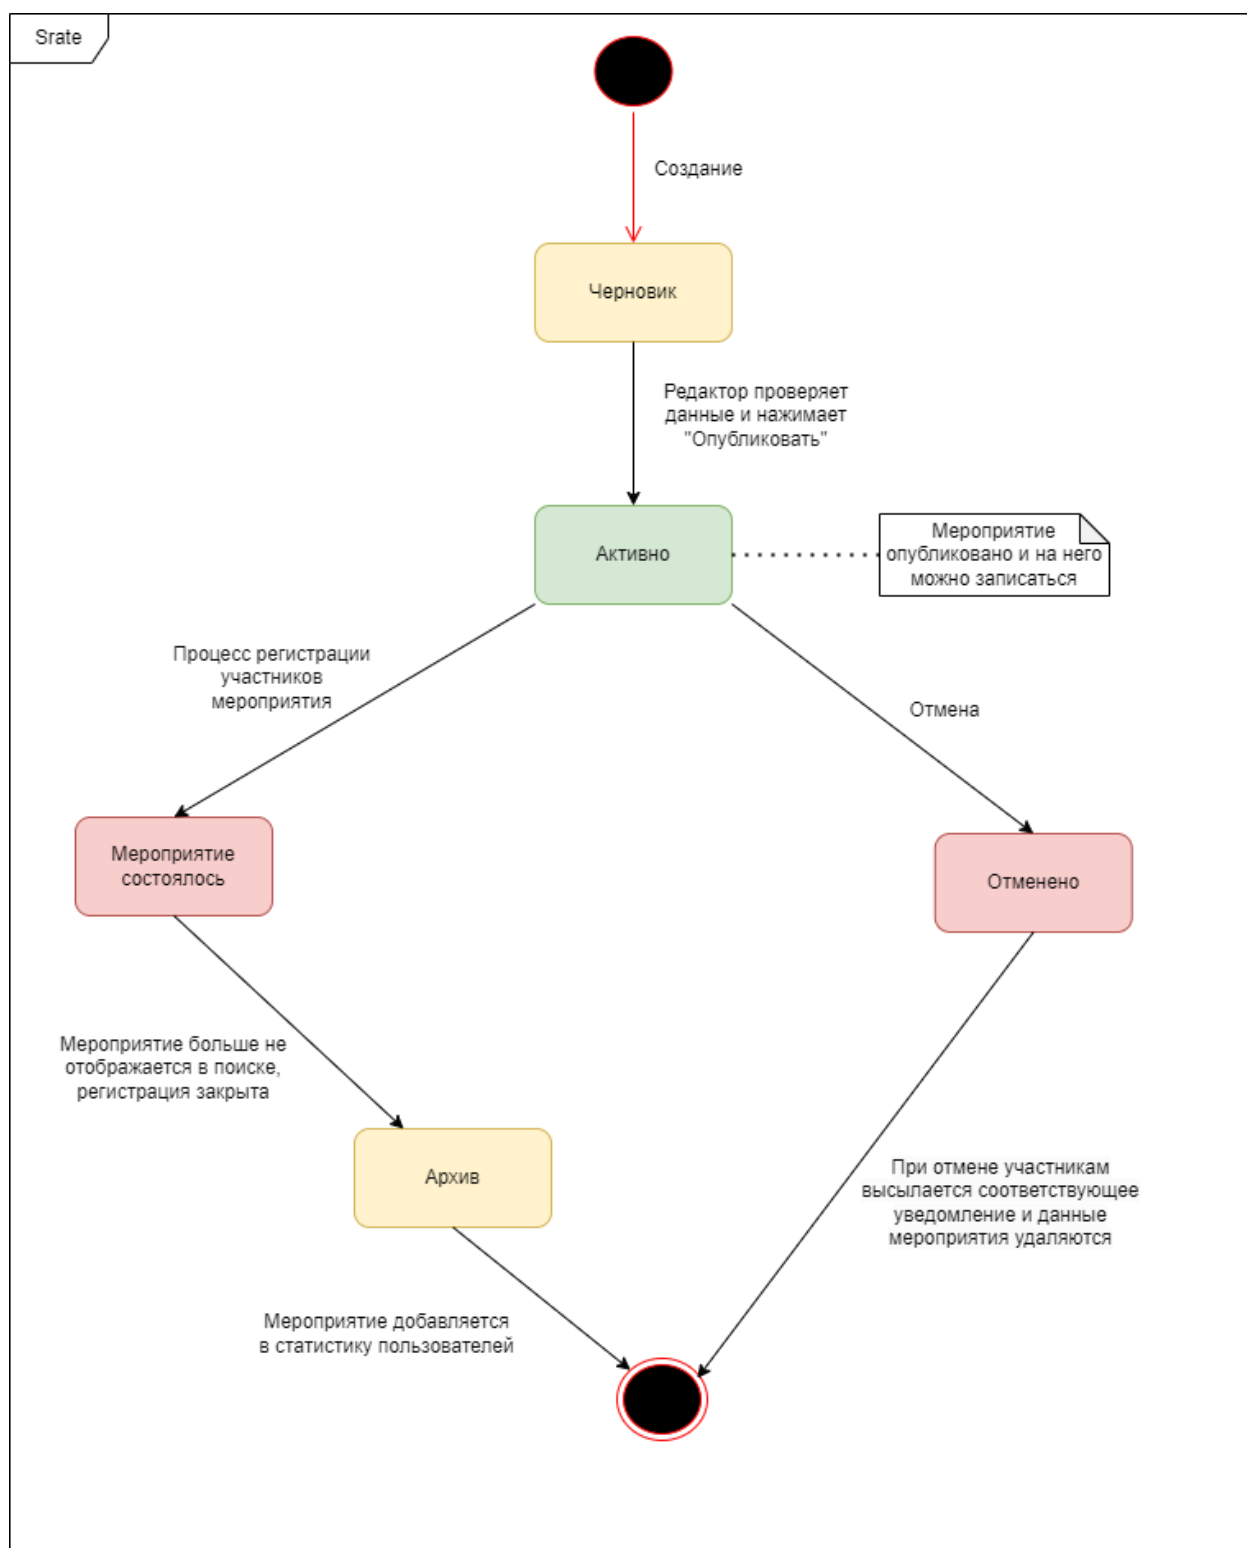 Srate
Создание
Черновик
Редактор проверяет
данные и нажимает
"Опубликовать"
Активно
Мероприятие
опубликовано и на него
можно записаться
Процесс регистрации
участников
мероприятия
Отмена
Мероприятие
состоялось
Отменено
Мероприятие больше не
отображается в поиске,
регистрация закрыта
Архив
При отмене участникам
высылается соответствующее
уведомление и данные
мероприятия удаляются
Мероприятие добавляется
в статистику пользователей